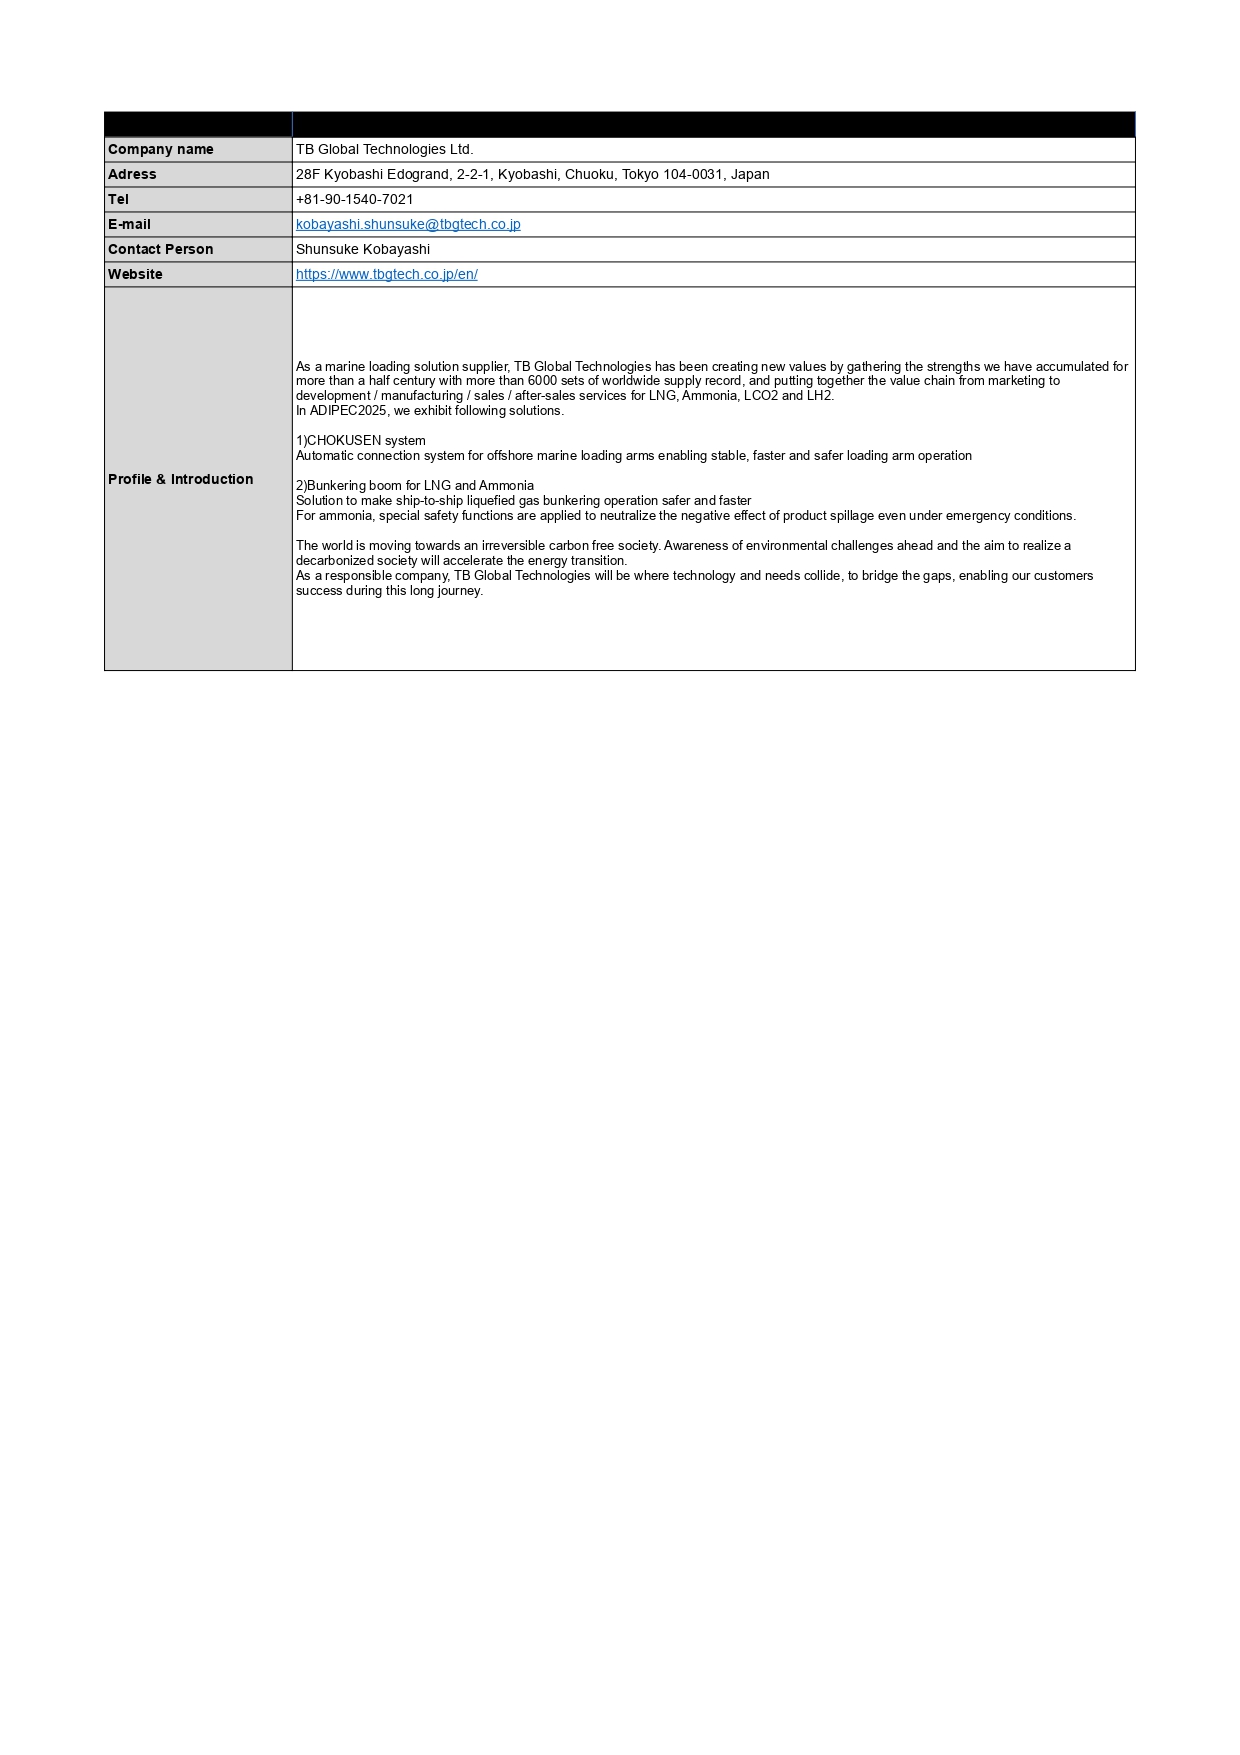 Company name TB Global Technologies Ltd.
Adress 28F Kyobashi Edogrand, 2-2-1, Kyobashi, Chuoku, Tokyo 104-0031, Japan
Tel +81-90-1540-7021
E-mail kobayashi.shunsuke@tbgtech.co.jp
Contact Person Shunsuke Kobayashi
Website https://www.tbgtech.co.jp/en/
Profile & Introduction
As a marine loading solution supplier, TB Global Technologies has been creating new values by gathering the strengths we have accumulated for
more than a half century with more than 6000 sets of worldwide supply record, and putting together the value chain from marketing to
development / manufacturing / sales / after-sales services for LNG, Ammonia, LCO2 and LH2.
In ADIPEC2025, we exhibit following solutions.
1)CHOKUSEN system
Automatic connection system for offshore marine loading arms enabling stable, faster and safer loading arm operation
2)Bunkering boom for LNG and Ammonia
Solution to make ship-to-ship liquefied gas bunkering operation safer and faster
For ammonia, special safety functions are applied to neutralize the negative effect of product spillage even under emergency conditions.
The world is moving towards an irreversible carbon free society. Awareness of environmental challenges ahead and the aim to realize a
decarbonized society will accelerate the energy transition.
As a responsible company, TB Global Technologies will be where technology and needs collide, to bridge the gaps, enabling our customers
success during this long journey.